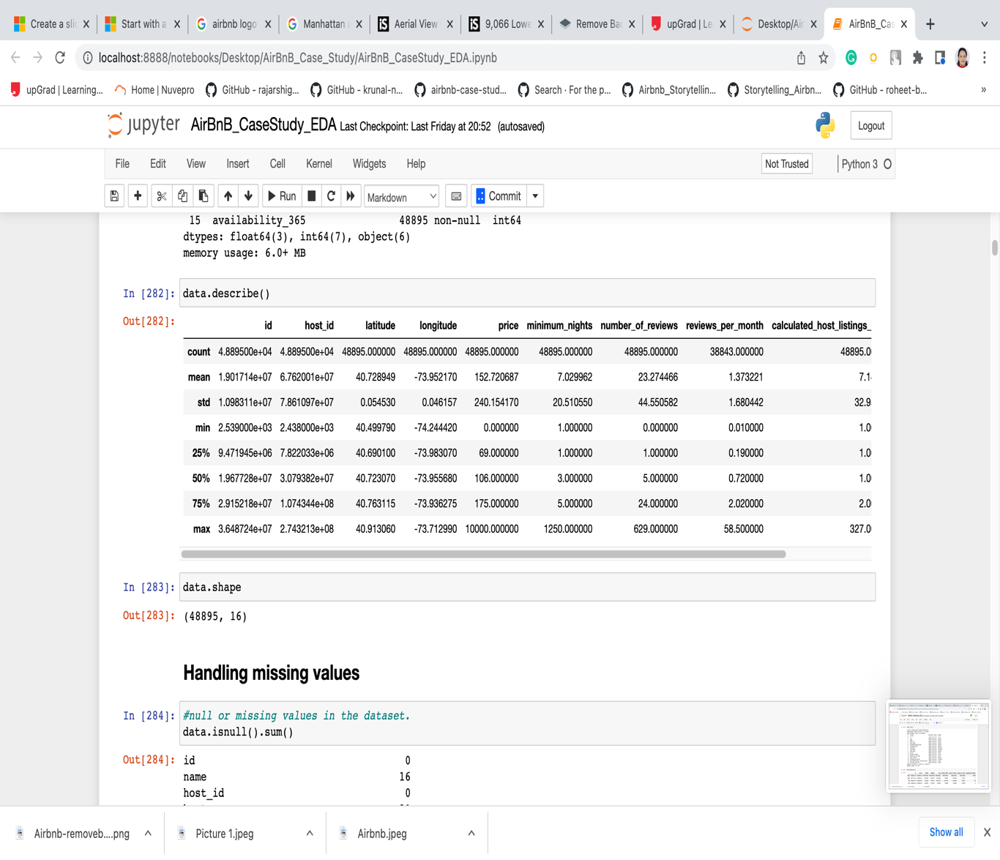 Create a slic
Start with a
airbnb logo
Manhattan a
Aerial View
9,066 Lowe
Remove Bac
upGrad | Le
Desktop/Air
AirBnB_Cas
localhost:8888/notebooks/Desktop/AirBnB_Case_Study/AirBnB_CaseStudy_EDA.ipynb
upGrad | Learning...
Home | Nuvepro
GitHub - rajarshig...
GitHub - krunal-n...
airbnb-case-stud...
Search · For the p...
Airbnb_Storytellin...
Storytelling_Airbn...
GitHub - roheet-b...
»
jupyter AirBnB_CaseStudy_EDA Last Checkpoint: Last Friday at 20:52 (autosaved)
Logout
File Edit View Insert Cell Kernel Widgets Help
Not Trusted
Python 3
Run
Markdown
Commit
15 availability_365 48895 non-null int64
dtypes: float64(3), int64(7), object(6)
memory usage: 6.0+ MB
In [282]: data.describe()
Out[282]:
id host_id latitude longitude price minimum_nights number_of_reviews reviews_per_month calculated_host_listings_
count 4.889500e+04 4.889500e+04 48895.000000 48895.000000 48895.000000 48895.000000 48895.000000 38843.000000 48895.0
mean 1.901714e+07 6.762001e+07 40.728949 -73.952170 152.720687 7.029962 23.274466 1.373221 7.1
std 1.098311e+07 7.861097e+07 0.054530 0.046157 240.154170 20.510550 44.550582 1.680442 32.9
min 2.539000e+03 2.438000e+03 40.499790 -74.244420 0.000000 1.000000 0.000000 0.010000 1.0
25% 9.471945e+06 7.822033e+06 40.690100 -73.983070 69.000000 1.000000 1.000000 0.190000 1.0
50% 1.967728e+07 3.079382e+07 40.723070 -73.955680 106.000000 3.000000 5.000000 0.720000 1.0
75% 2.915218e+07 1.074344e+08 40.763115 -73.936275 175.000000 5.000000 24.000000 2.020000 2.0
max 3.648724e+07 2.743213e+08 40.913060 -73.712990 10000.000000 1250.000000 629.000000 58.500000 327.0
In [283]: data.shape
Out[283]: (48895, 16)
Handling missing values
In [284]: #null or missing values in the dataset.
data.isnull().sum()
Out[284]: id 0
name 16
host_id 0
Airbnb-removeb....png
Picture 1.jpeg
Airbnb.jpeg
Show all